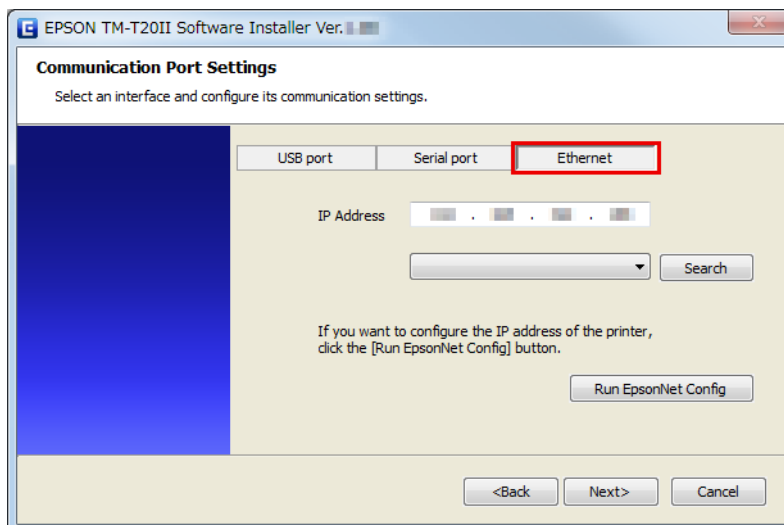 EPSON TM-T20II Software Installer Ver.
Communication Port Settings
Select an interface and configure its communication settings.
USB port
Serial port
Ethernet
IP Address
. . .
Search
If you want to configure the IP address of the printer,
click the [Run EpsonNet Config] button.
Run EpsonNet Config
<Back
Next>
Cancel